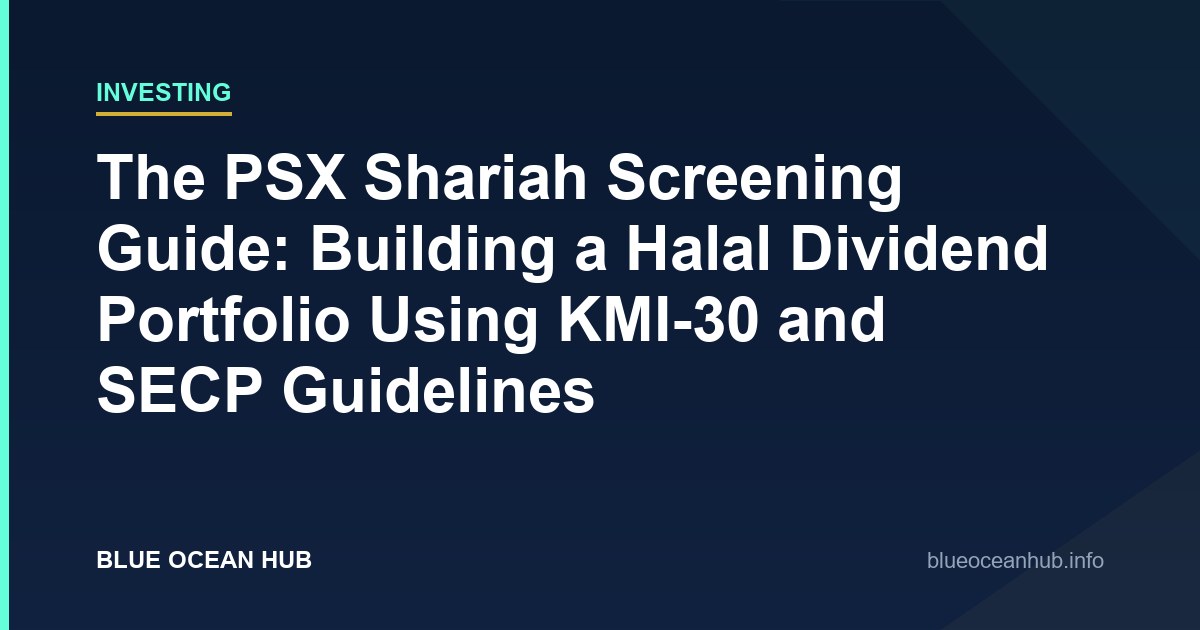 INVESTING
The PSX Shariah Screening
Guide: Building a Halal Dividend
Portfolio Using KMI-30 and
SECP Guidelines
BLUE OCEAN HUB
blueoceanhub.info